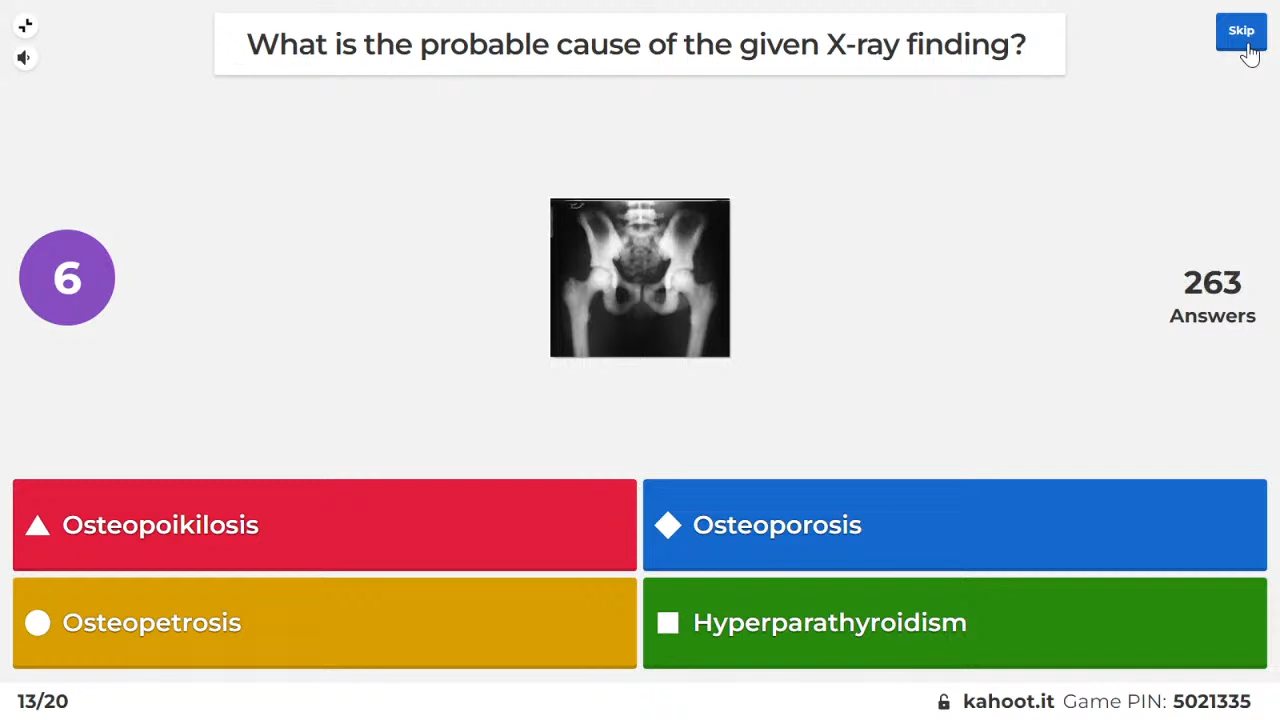 What is the probable cause of the given X-ray finding?
Skip
6
263
Answers
Osteopoikilosis
Osteoporosis
Osteopetrosis
Hyperparathyroidism
13/20
kahoot.it Game PIN: 5021335